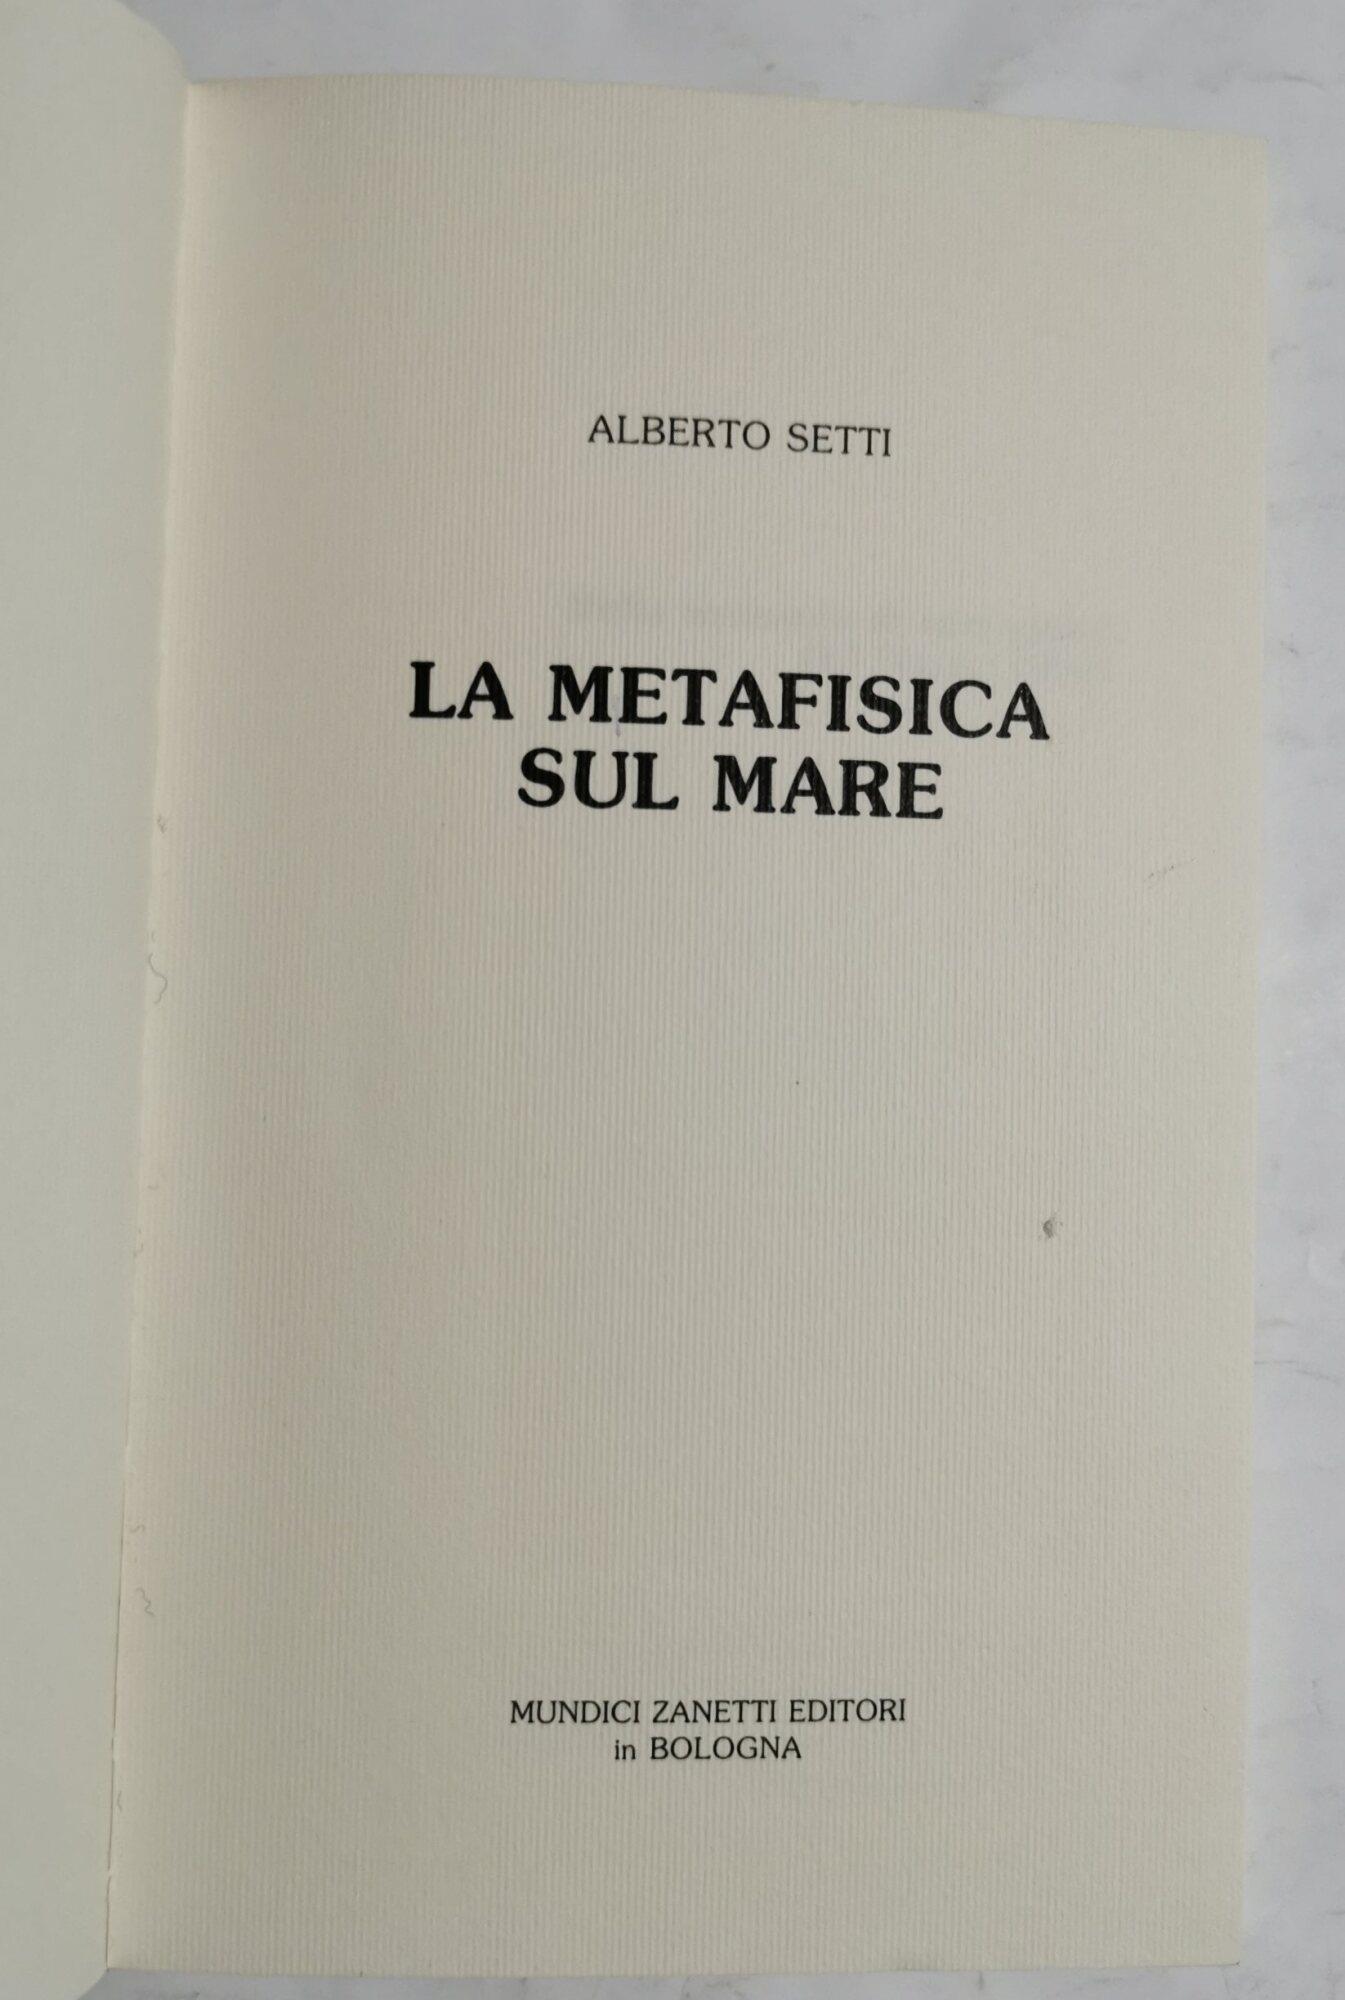 ALBERTO SETTI
LA METAFISICA
SUL MARE
MUNDICI ZANETTI EDITORI
in BOLOGNA